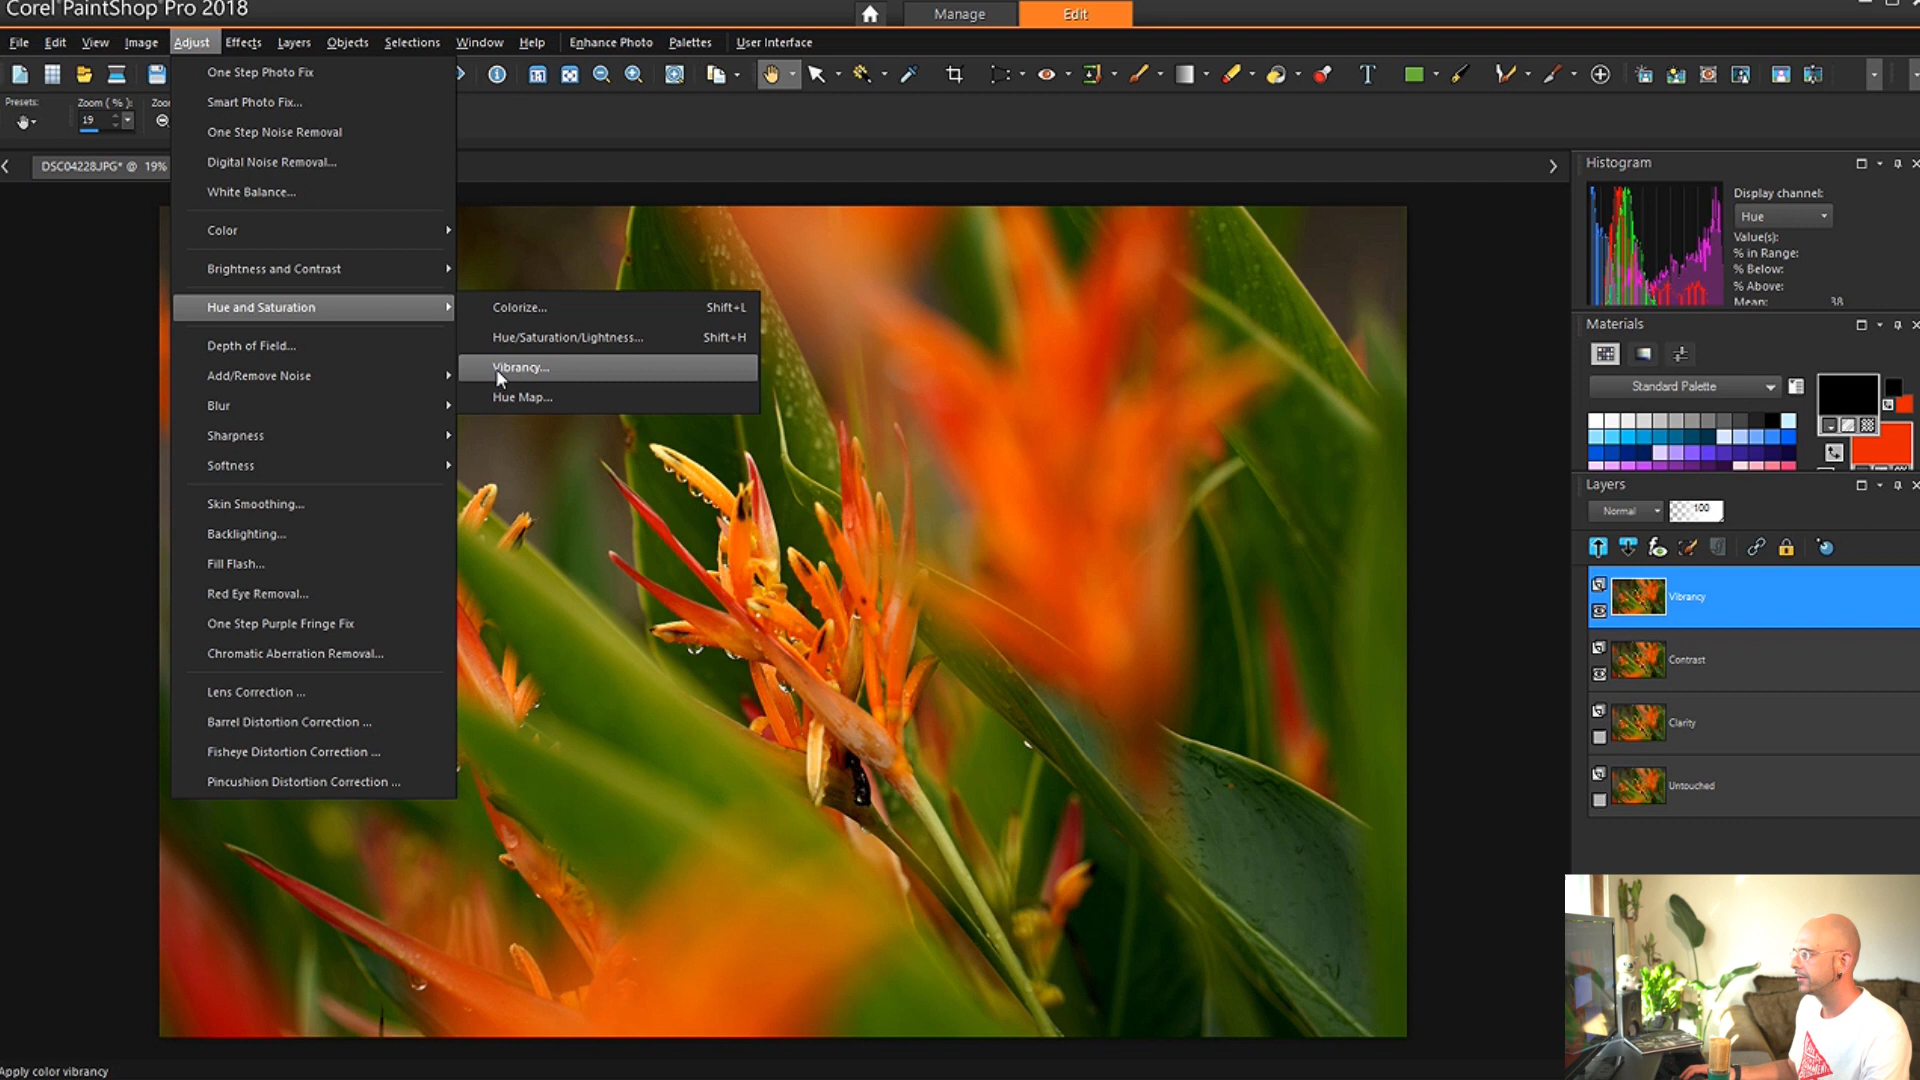 Corel PaintShop Pro 2018
Manage
Edit
File Edit View Image Adjust Effects Layers Objects Selections Window Help Enhance Photo Palettes User Interface
Presets:
Zoom ( % ):
19
DSC04228.JPG* @ 19%
One Step Photo Fix
Smart Photo Fix...
One Step Noise Removal
Digital Noise Removal...
White Balance...
Color
Brightness and Contrast
Hue and Saturation
Depth of Field...
Add/Remove Noise
Blur
Sharpness
Softness
Skin Smoothing...
Backlighting...
Fill Flash...
Red Eye Removal...
One Step Purple Fringe Fix
Chromatic Aberration Removal...
Lens Correction ...
Barrel Distortion Correction ...
Fisheye Distortion Correction ...
Pincushion Distortion Correction ...
Colorize... Shift+L
Hue/Saturation/Lightness... Shift+H
Vibrancy...
Hue Map...
Histogram
Display channel:
Hue
Value(s):
% in Range:
% Below:
% Above:
Mean: 38
Materials
Standard Palette
Layers
Normal
100
Vibrancy
Contrast
Clarity
Untouched
Apply color vibrancy